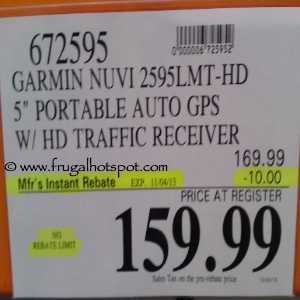 672595
0000006725952
GARMIN NUVI 2595LMT-HD
5" PORTABLE AUTO GPS
W/ HD TRAFFIC RECEIVER
© www.frugalhotspot.com
169.99
Mfr's Instant Rebate EXP. 11/04/13 -10.00
PRICE AT REGISTER
NO
REBATE LIMIT
159.99
Sales Tax on the pre-rebate price